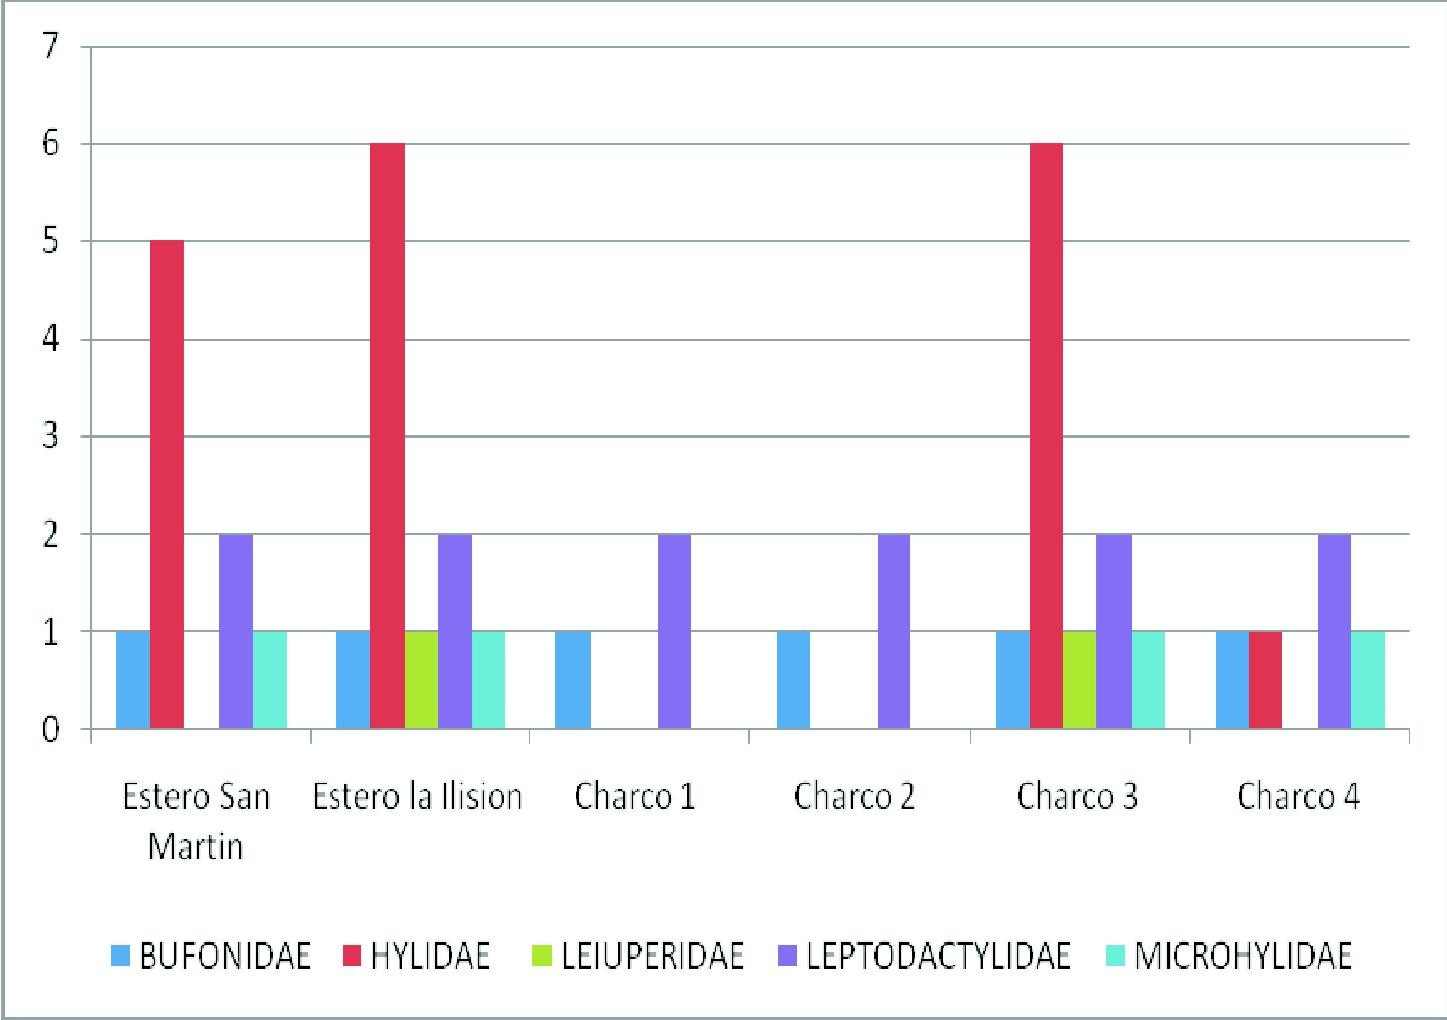 7
6
5
4
3
2
1
0
Estero San Martin
Estero la Ilision
Charco 1
Charco 2
Charco 3
Charco 4
BUFONIDAE
HYLIDAE
LEIUPERIDAE
LEPTODACTYLIDAE
MICROHYLIDAE